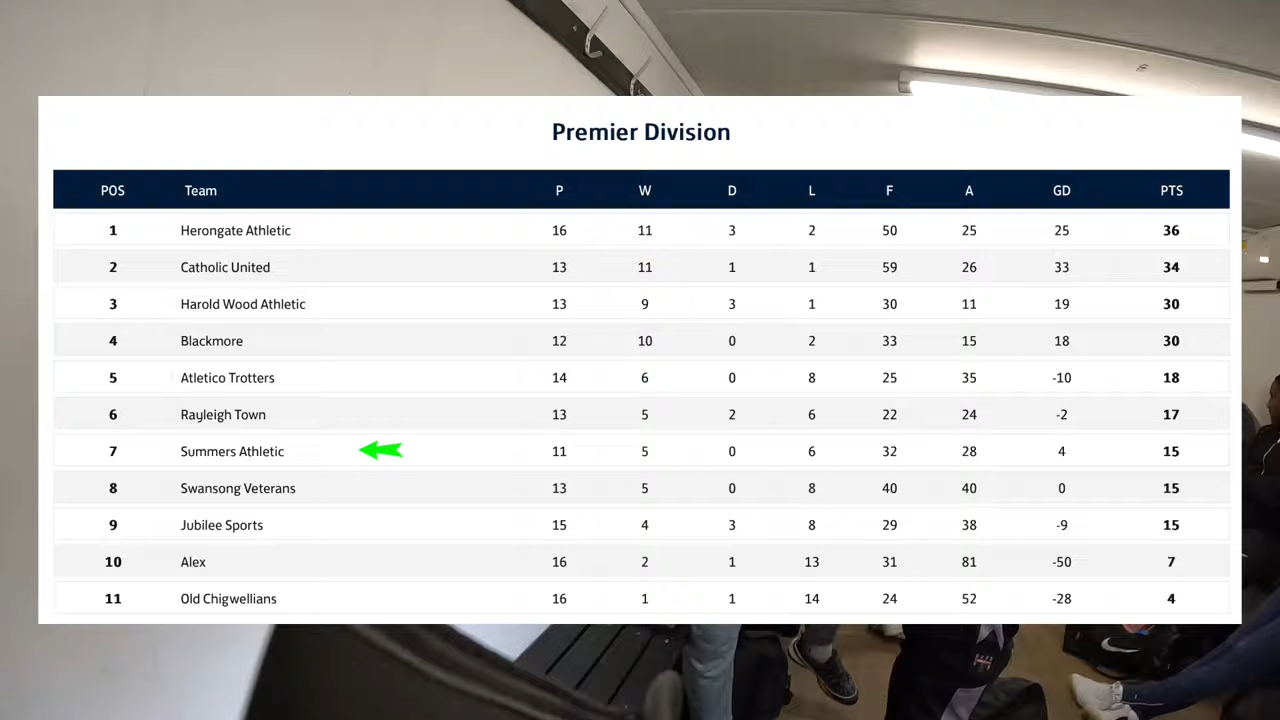 Premier Division
POS Team P W D L F A GD PTS
1 Herongate Athletic 16 11 3 2 50 25 25 36
2 Catholic United 13 11 1 1 59 26 33 34
3 Harold Wood Athletic 13 9 3 1 30 11 19 30
4 Blackmore 12 10 0 2 33 15 18 30
5 Atletico Trotters 14 6 0 8 25 35 -10 18
6 Rayleigh Town 13 5 2 6 22 24 -2 17
7 Summers Athletic 11 5 0 6 32 28 4 15
8 Swansong Veterans 13 5 0 8 40 40 0 15
9 Jubilee Sports 15 4 3 8 29 38 -9 15
10 Alex 16 2 1 13 31 81 -50 7
11 Old Chigwellians 16 1 1 14 24 52 -28 4